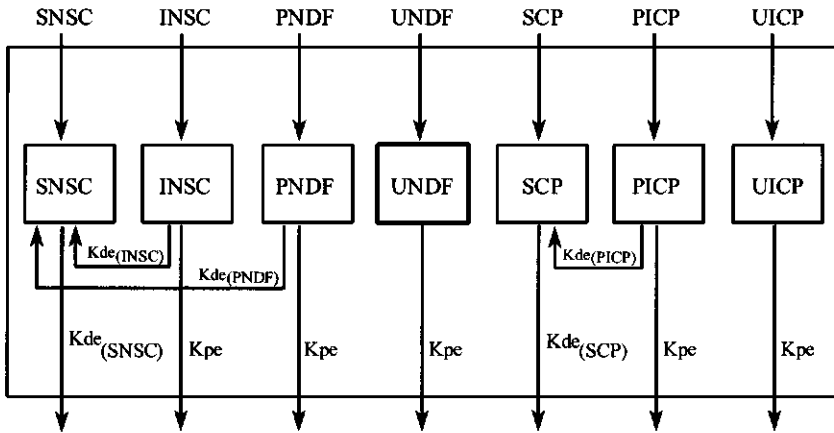 SNSC INSC PNDF UNDF SCP PICP UICP
SNSC INSC PNDF UNDF SCP PICP UICP
Kde(INSC) Kde(PICP)
Kde(PNDF)
Kde(SNSC) Kpe Kpe Kpe Kde(SCP) Kpe Kpe